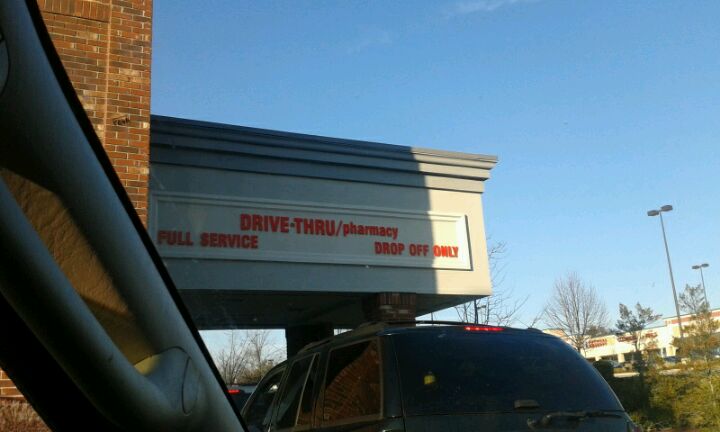 DRIVE-THRU/pharmacy
FULL SERVICE
DROP OFF ONLY